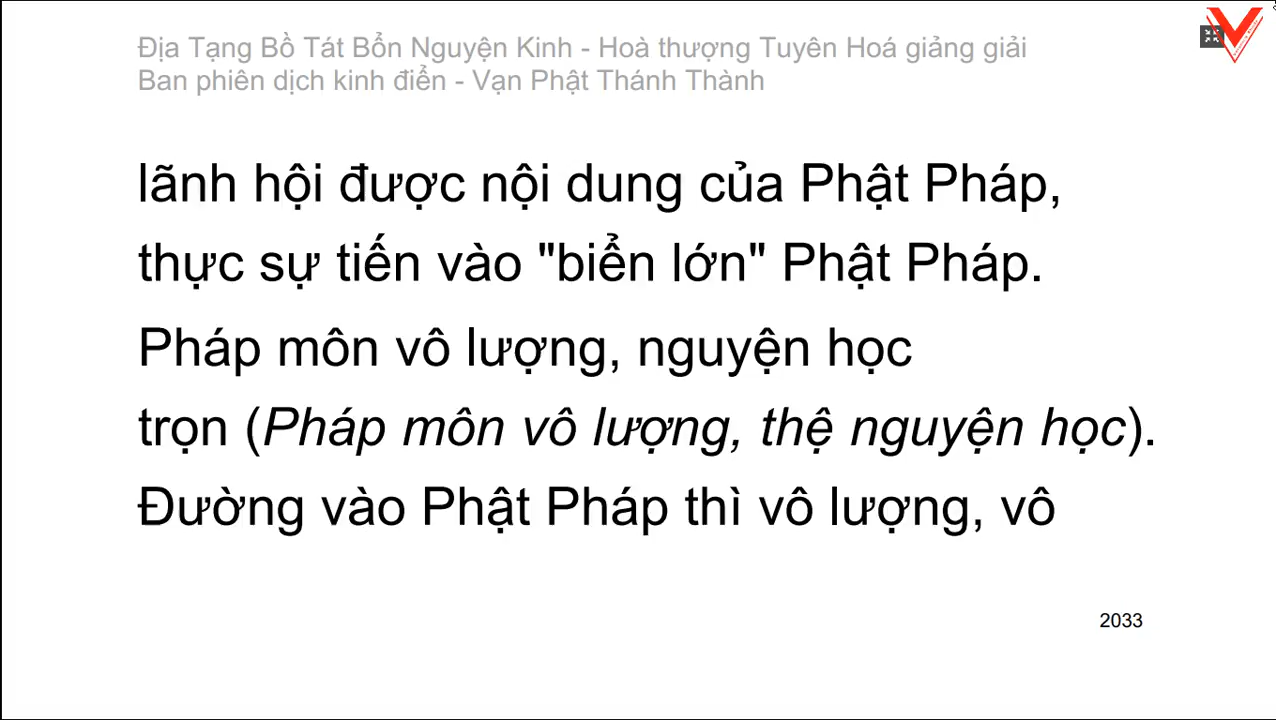 Địa Tạng Bồ Tát Bổn Nguyện Kinh - Hoà thượng Tuyên Hoá giảng giải
Ban phiên dịch kinh điển - Vạn Phật Thánh Thành
lãnh hội được nội dung của Phật Pháp,
thực sự tiến vào "biển lớn" Phật Pháp.
Pháp môn vô lượng, nguyện học
trọn (Pháp môn vô lượng, thệ nguyện học).
Đường vào Phật Pháp thì vô lượng, vô
2033